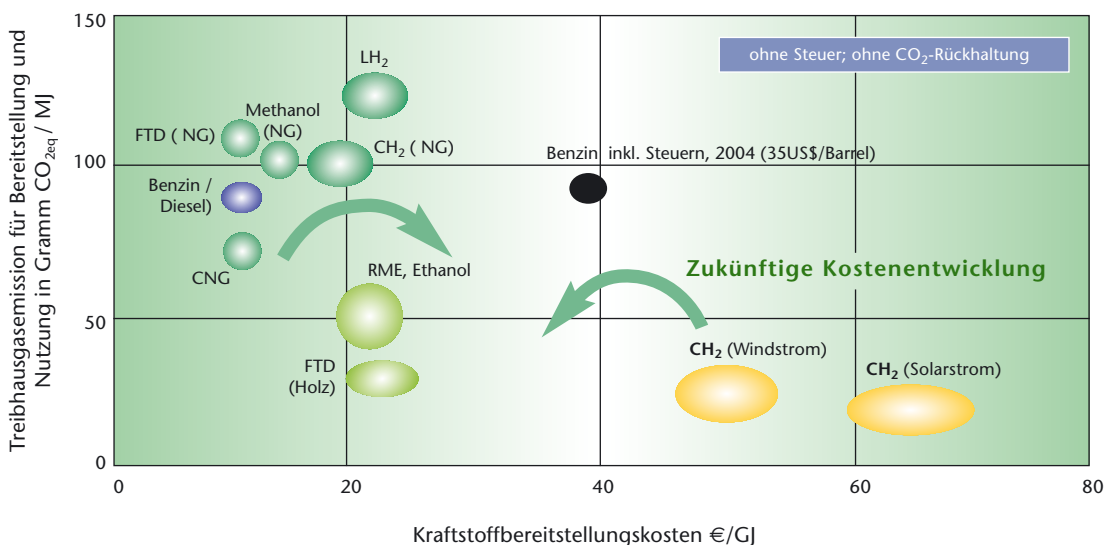 Treibhausgasemission für Bereitstellung und
Nutzung in Gramm CO2eq / MJ
150
100
50
0
ohne Steuer; ohne CO2-Rückhaltung
LH2
Methanol
(NG)
FTD ( NG)
CH2 ( NG)
Benzin inkl. Steuern, 2004 (35US$/Barrel)
Benzin /
Diesel)
CNG
RME, Ethanol
Zukünftige Kostenentwicklung
FTD
(Holz)
CH2 (Windstrom)
CH2 (Solarstrom)
0
20
40
60
80
Kraftstoffbereitstellungskosten €/GJ